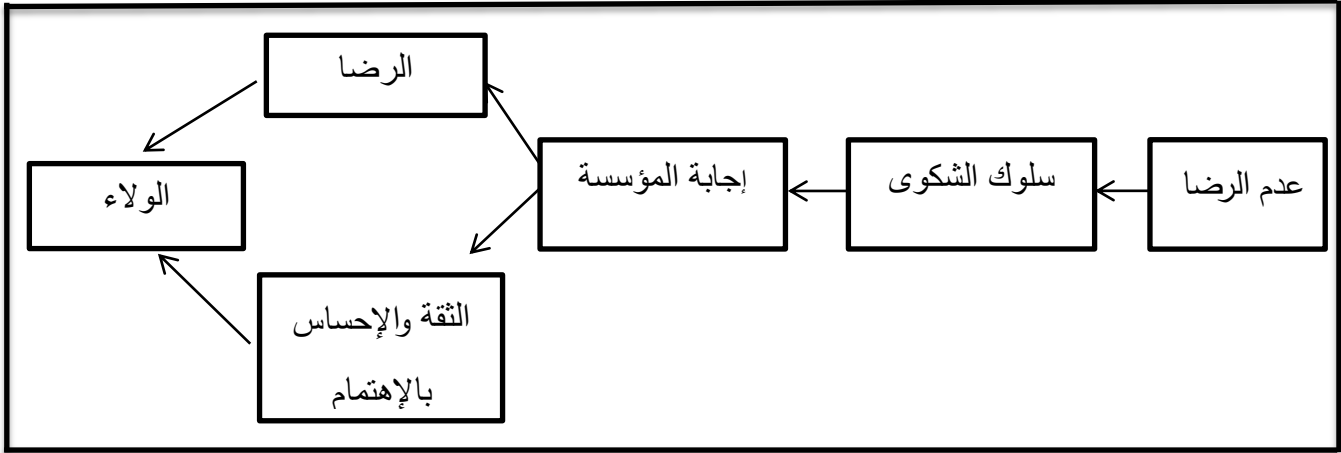 عدم الرضا
سلوك الشكوى
إجابة المؤسسة
الرضا
الثقة والإحساس
بالإهتمام
الولاء